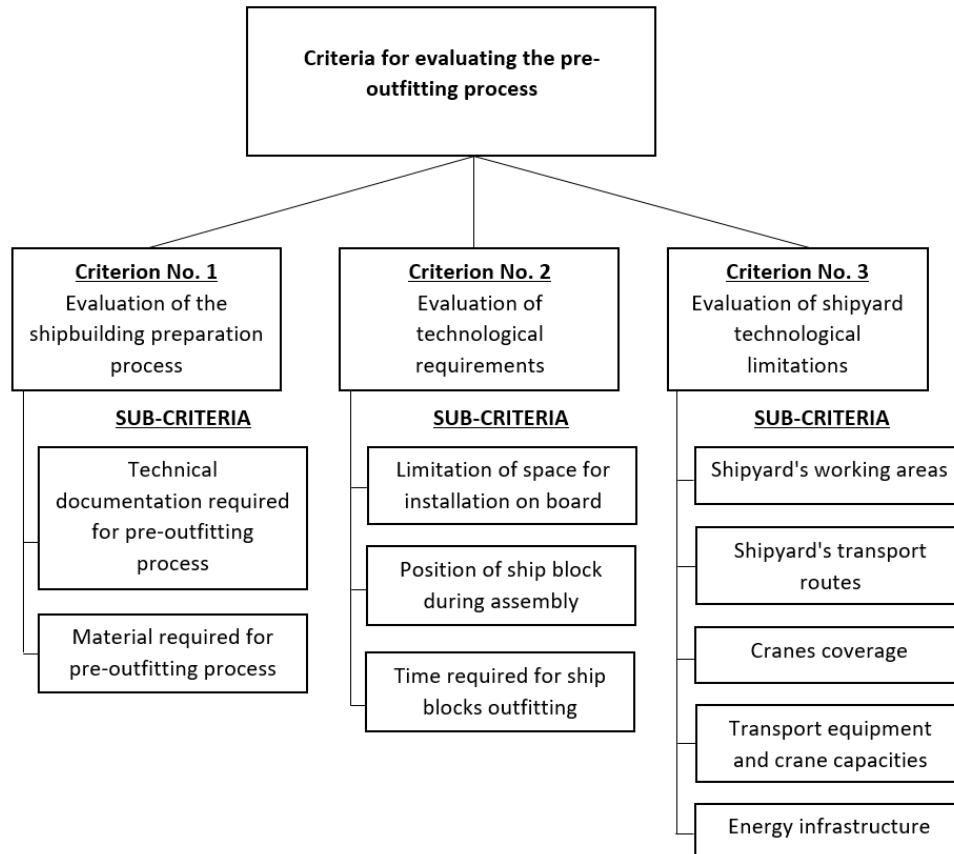 Criteria for evaluating the pre-
outfitting process
Criterion No. 1
Evaluation of the
shipbuilding preparation
process
SUB-CRITERIA
Technical
documentation required
for pre-outfitting
process
Material required for
pre-outfitting process
Criterion No. 2
Evaluation of
technological
requirements
SUB-CRITERIA
Limitation of space for
installation on board
Position of ship block
during assembly
Time required for ship
blocks outfitting
Criterion No. 3
Evaluation of shipyard
technological
limitations
SUB-CRITERIA
Shipyard's working areas
Shipyard's transport
routes
Cranes coverage
Transport equipment
and crane capacities
Energy infrastructure